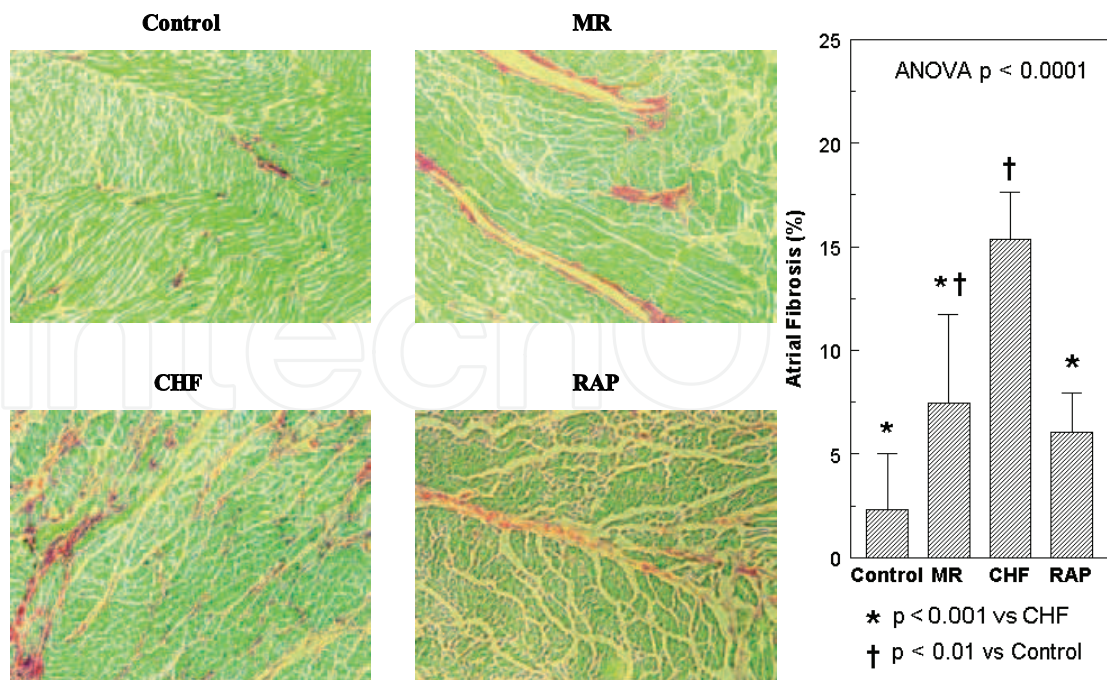 Control
MR
CHF
RAP
IntechO
25
20
15
10
5
0
Atrial Fibrosis (%)
ANOVA p < 0.0001
*
*†
†
*
Control MR CHF RAP
* p < 0.001 vs CHF
† p < 0.01 vs Control